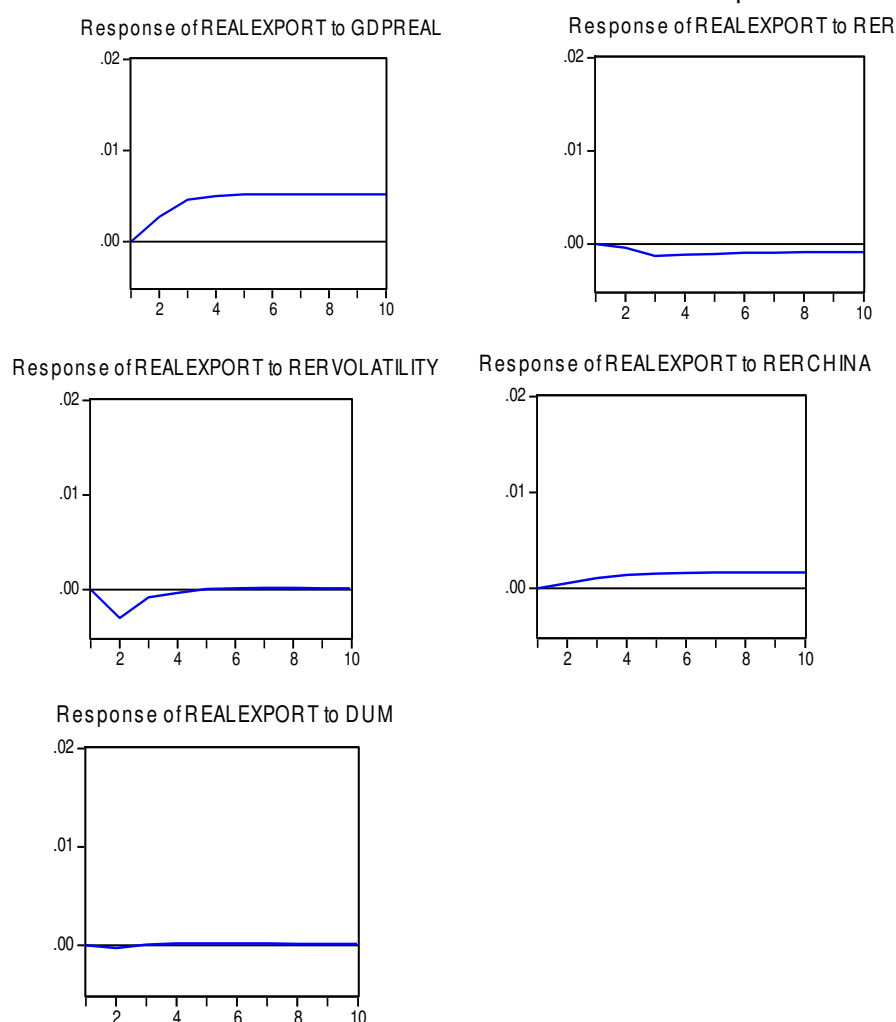 Response of REALEXPORT to GDPREAL
.02
.01
.00
2 4 6 8 10
Response of REALEXPORT to RER
.02
.01
.00
2 4 6 8 10
Response of REALEXPORT to RERVOLATILITY
.02
.01
.00
2 4 6 8 10
Response of REALEXPORT to RERCHINA
.02
.01
.00
2 4 6 8 10
Response of REALEXPORT to DUM
.02
.01
.00
2 4 6 8 10